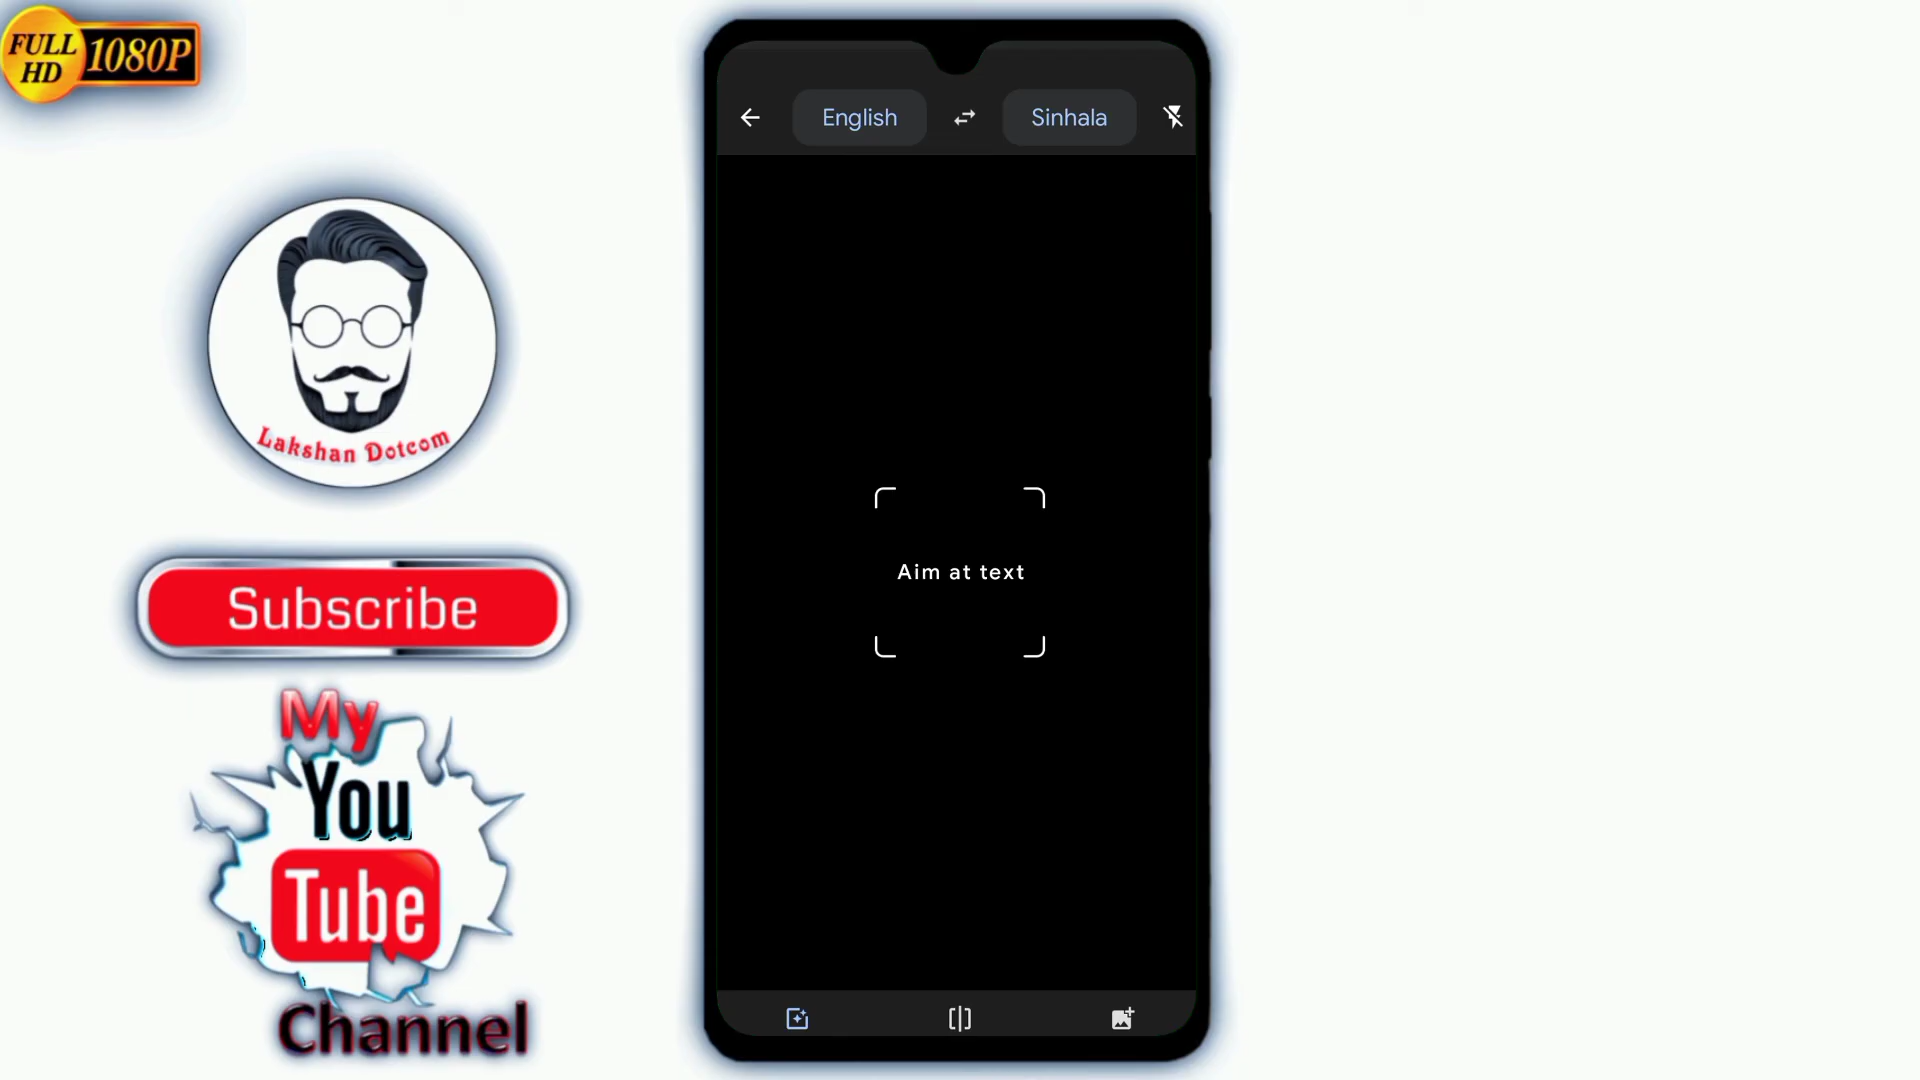 FULL
HD
1080P
Lakshan Dotcom
Subscribe
My
You
Tube
Channel
English
Sinhala
Aim at text